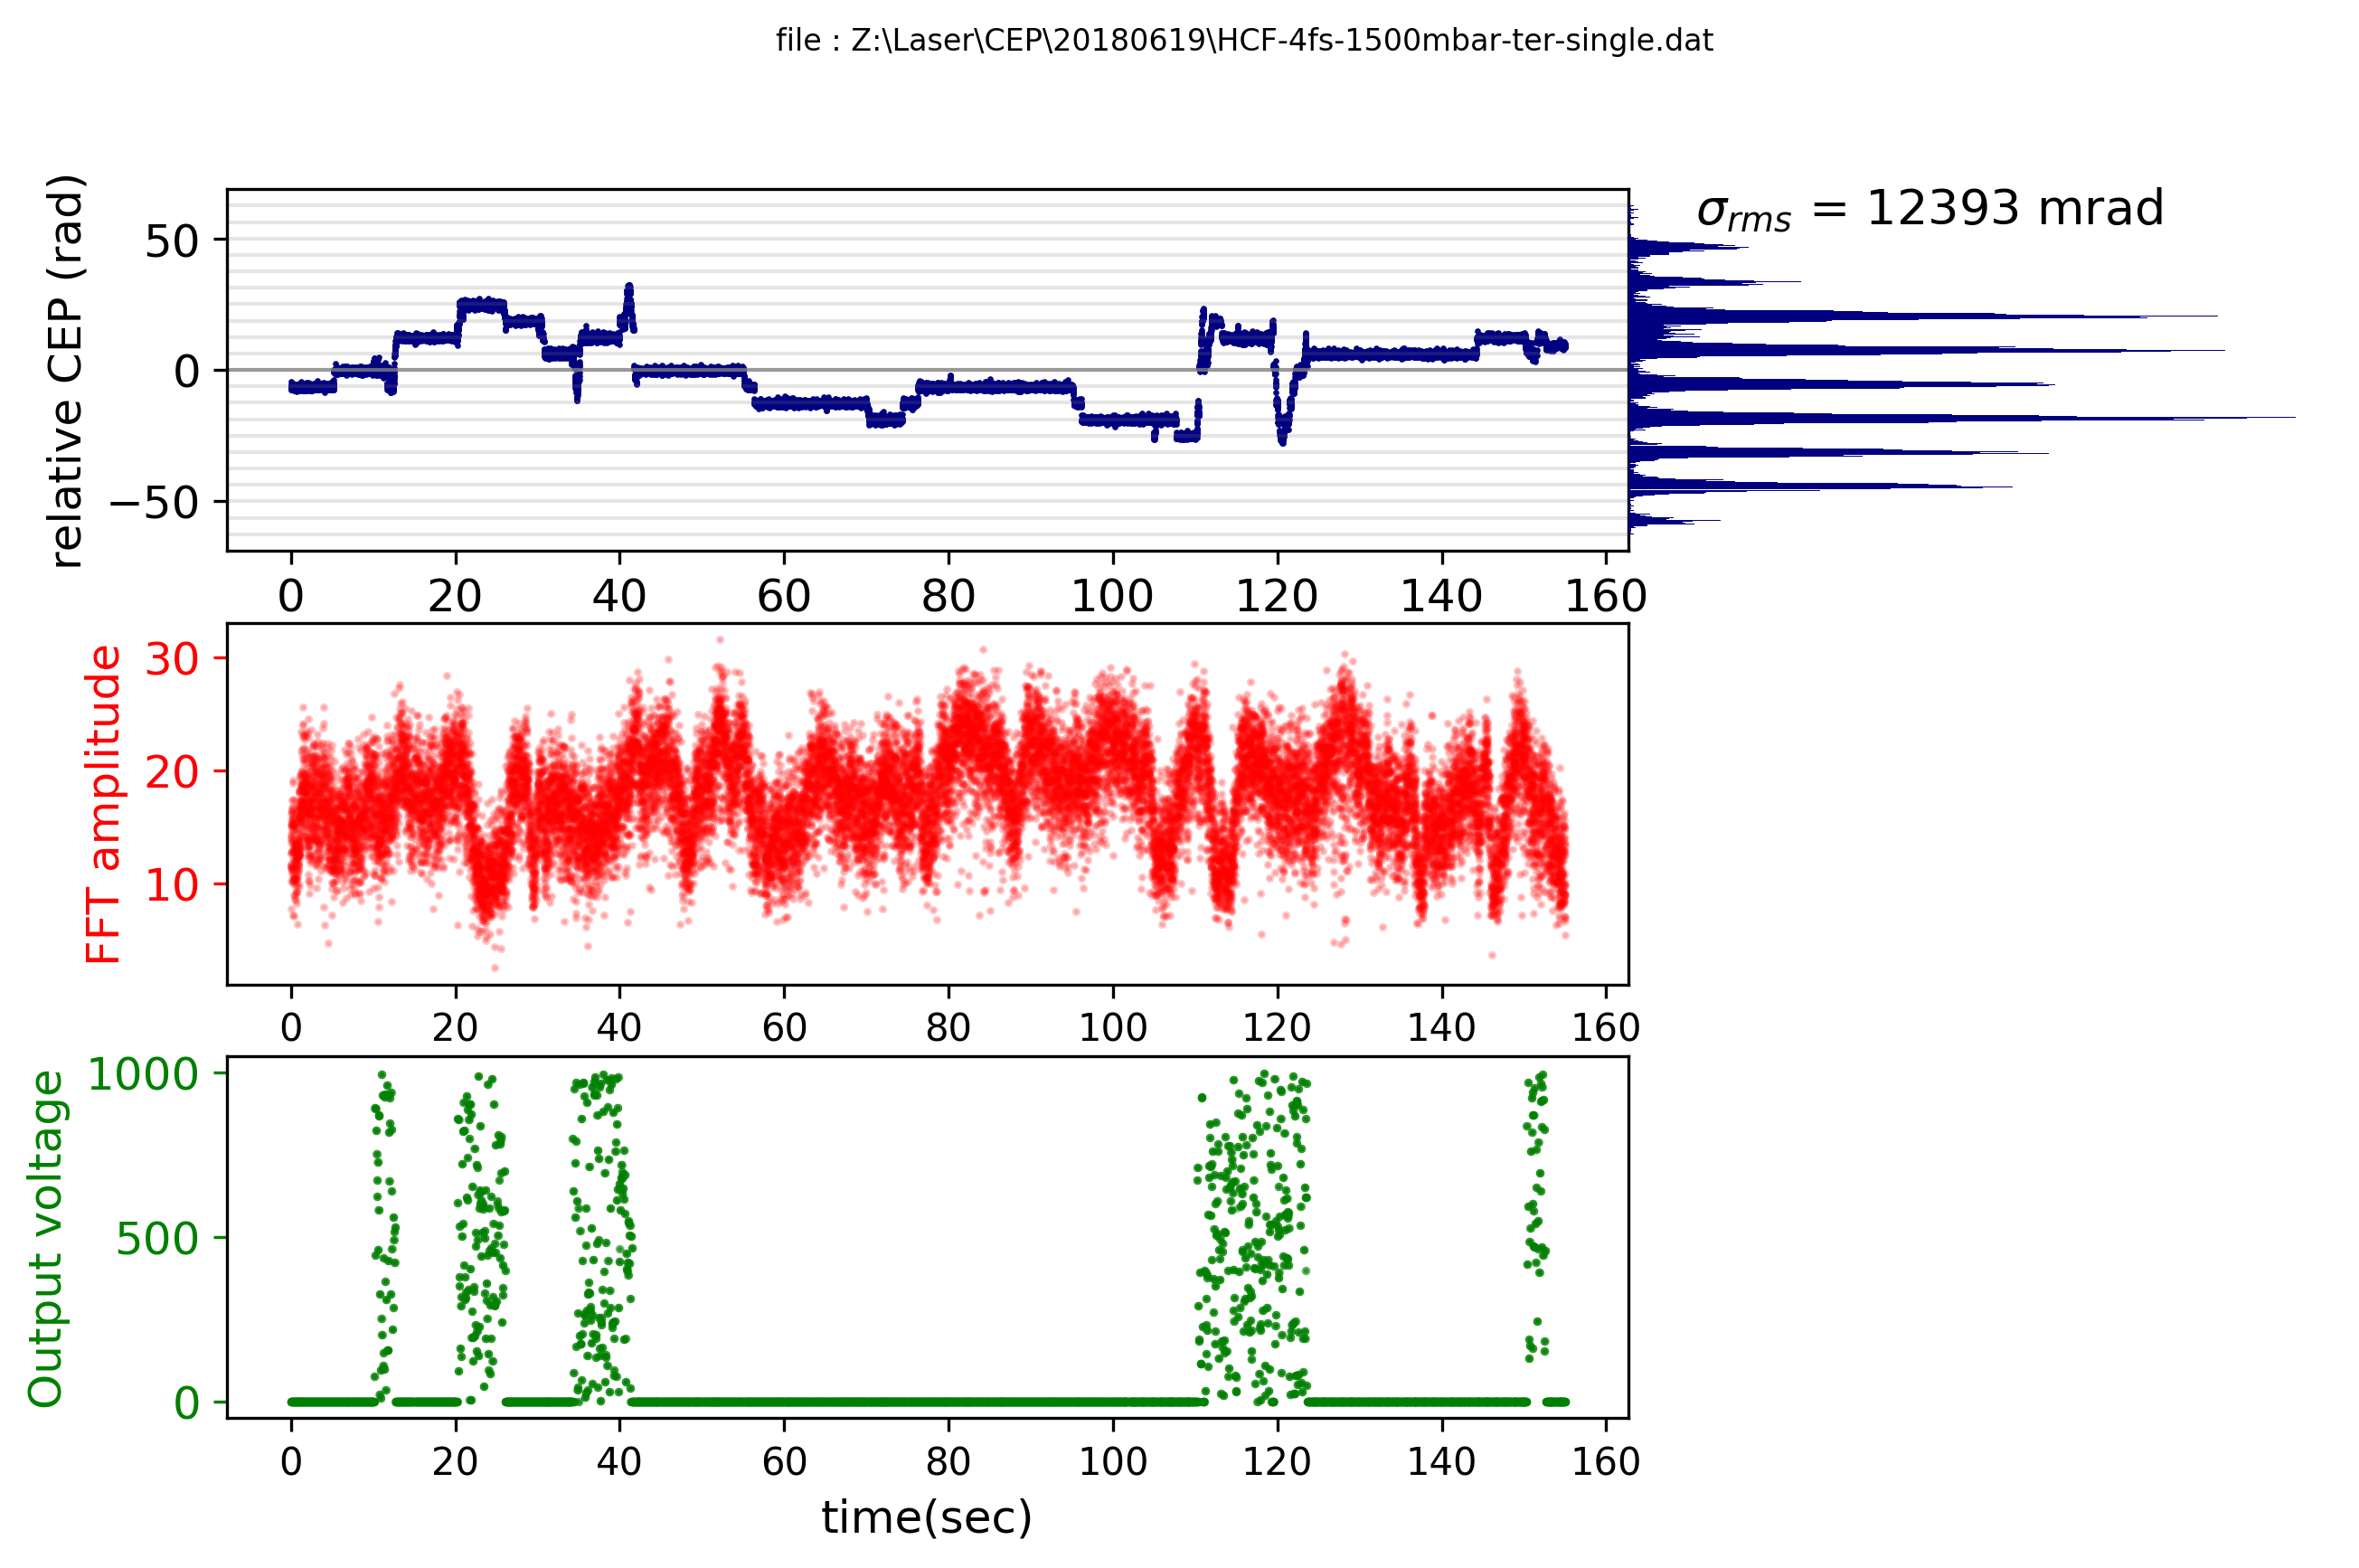 file : Z:\Laser\CEP\20180619\HCF-4fs-1500mbar-ter-single.dat
σrms = 12393 mrad
relative CEP (rad)
50
0
−50
0 20 40 60 80 100 120 140 160
FFT amplitude
30
20
10
0 20 40 60 80 100 120 140 160
Output voltage
1000
500
0
0 20 40 60 80 100 120 140 160
time(sec)